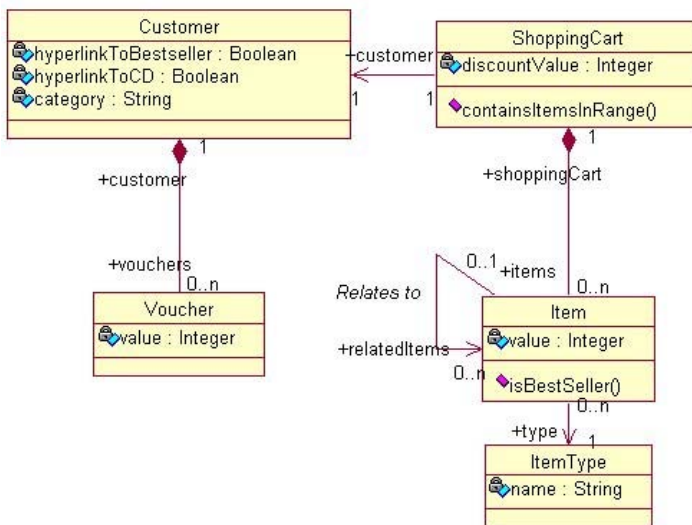 Customer
hyperlinkToBestseller : Boolean
hyperlinkToCD : Boolean
category : String
+customer
1
1
ShoppingCart
discountValue : Integer
containsItemsInRange()
1
+customer
+vouchers
0..n
Voucher
value : Integer
1
+shoppingCart
+items
0..n
0..1
Relates to
+relatedItems
0..n
Item
value : Integer
isBestSeller()
0..n
+type
1
ItemType
name : String